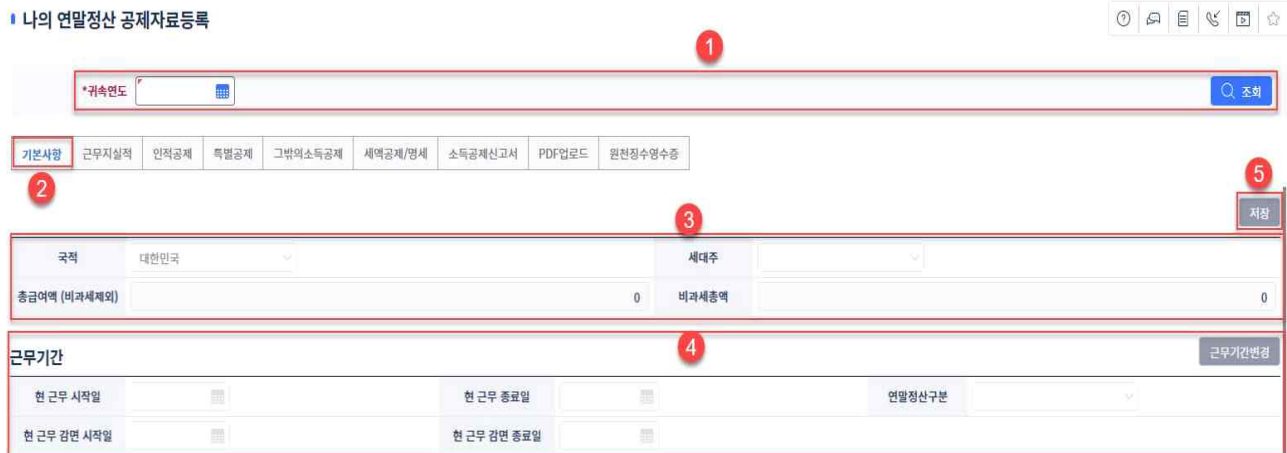 나의 연말정산 공제자료등록
1
*귀속연도 조회
기본사항 근무지실적 인적공제 특별공제 그밖의소득공제 세액공제/명세 소득공제신고서 PDF업로드 원천징수영수증
2
5
저장
3
국적 대한민국 세대주
총급여액 (비과세제외) 0 비과세총액 0
4
근무기간 근무기간변경
현 근무 시작일 현 근무 종료일 연말정산구분
현 근무 감면 시작일 현 근무 감면 종료일